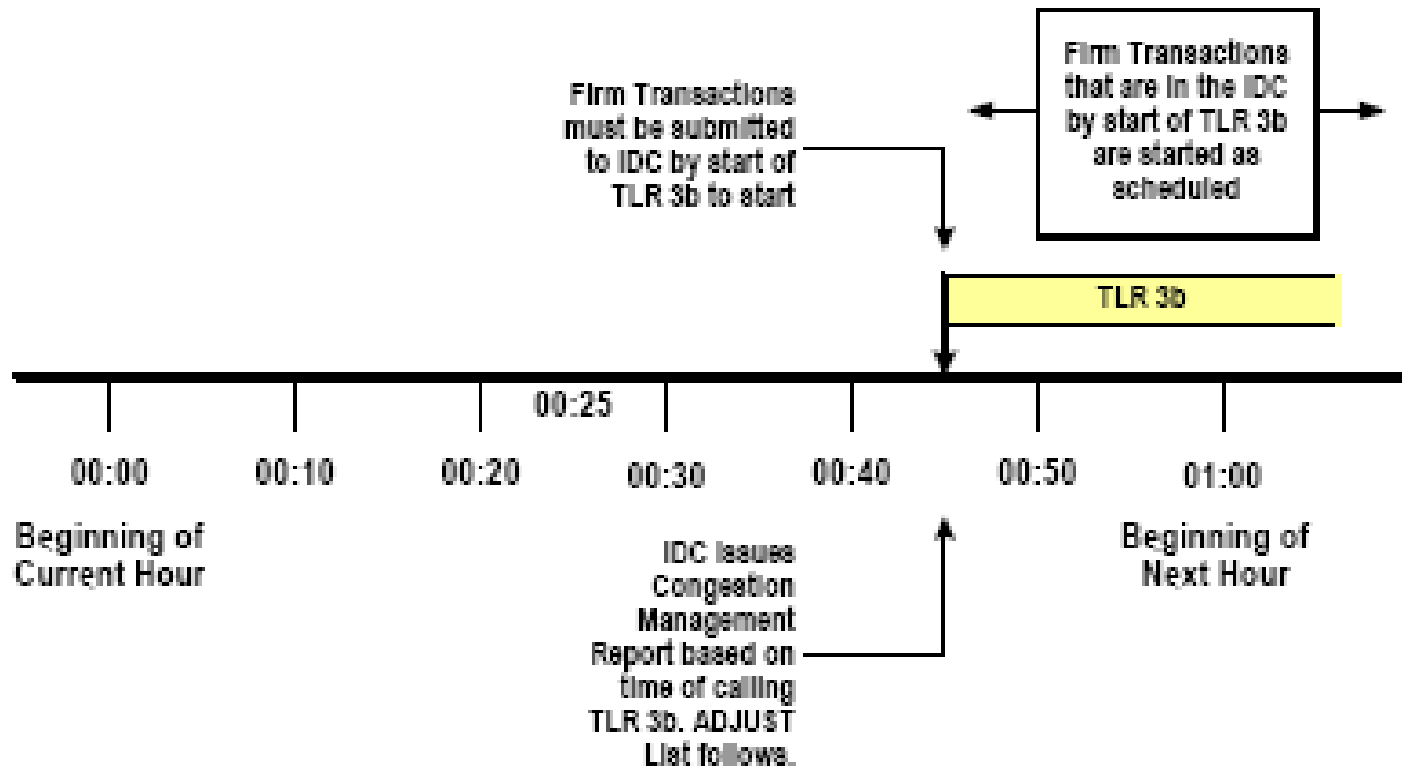 Firm Transactions
must be submitted
to IDC by start of
TLR 3b to start
Firm Transactions
that are in the IDC
by start of TLR 3b
are started as
scheduled
TLR 3b
00:25
00:00
00:10
00:20
00:30
00:40
00:50
01:00
Beginning of
Current Hour
IDC Issues
Congestion
Management
Report based on
time of calling
TLR 3b. ADJUST
List follows.
Beginning of
Next Hour